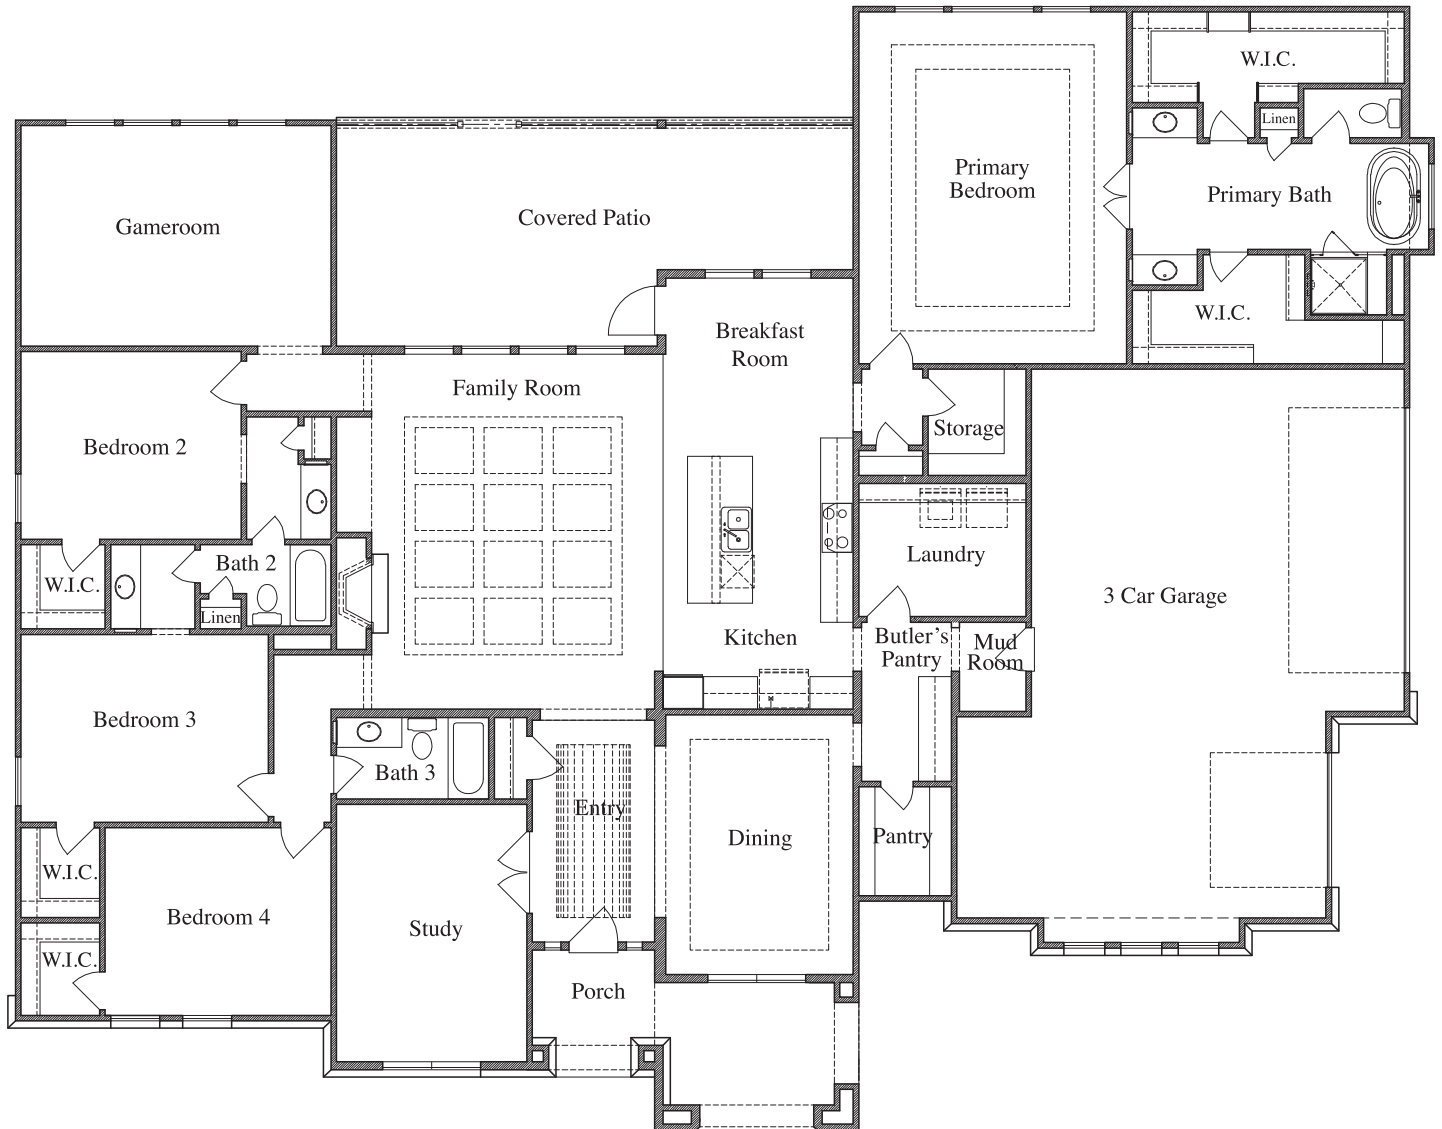 W.I.C.
Linen
Primary
Bedroom
Primary Bath
Covered Patio
Gameroom
W.I.C.
Breakfast
Room
Family Room
Storage
Bedroom 2
Laundry
Bath 2
W.I.C.
3 Car Garage
Linen
Kitchen
Butler's
Pantry
Mud
Room
Bedroom 3
Bath 3
Entry
Dining
Pantry
W.I.C.
Bedroom 4
Study
W.I.C.
Porch